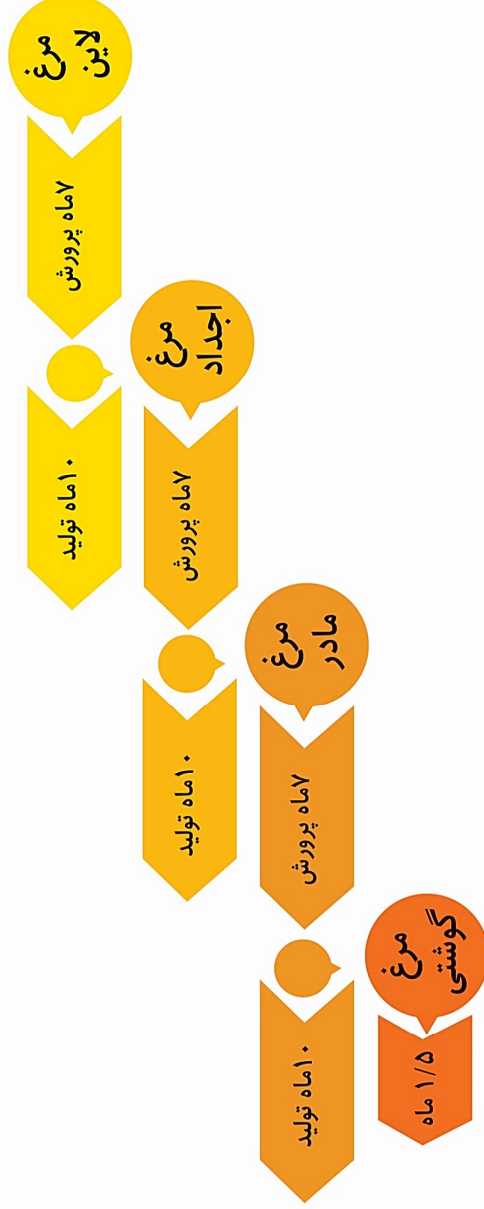 مرغ
لاین
۷ماه پرورش
۱۰ماه تولید
مرغ
اجداد
۷ماه پرورش
۱۰ماه تولید
مرغ
مادر
۷ماه پرورش
۱۰ماه تولید
مرغ
گوشتی
۱/۵ ماه